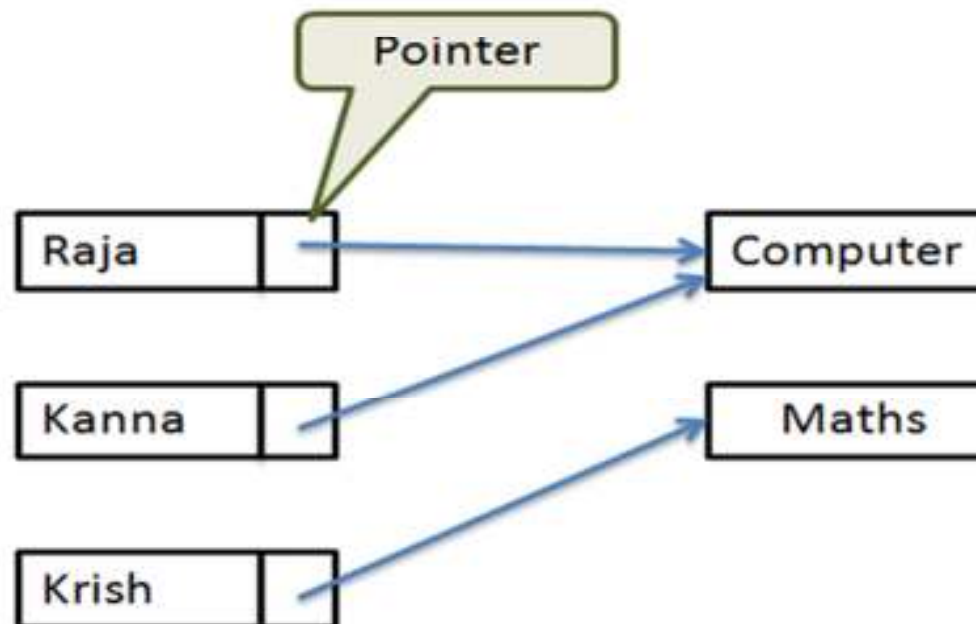 Pointer
Raja
Computer
Kanna
Maths
Krish